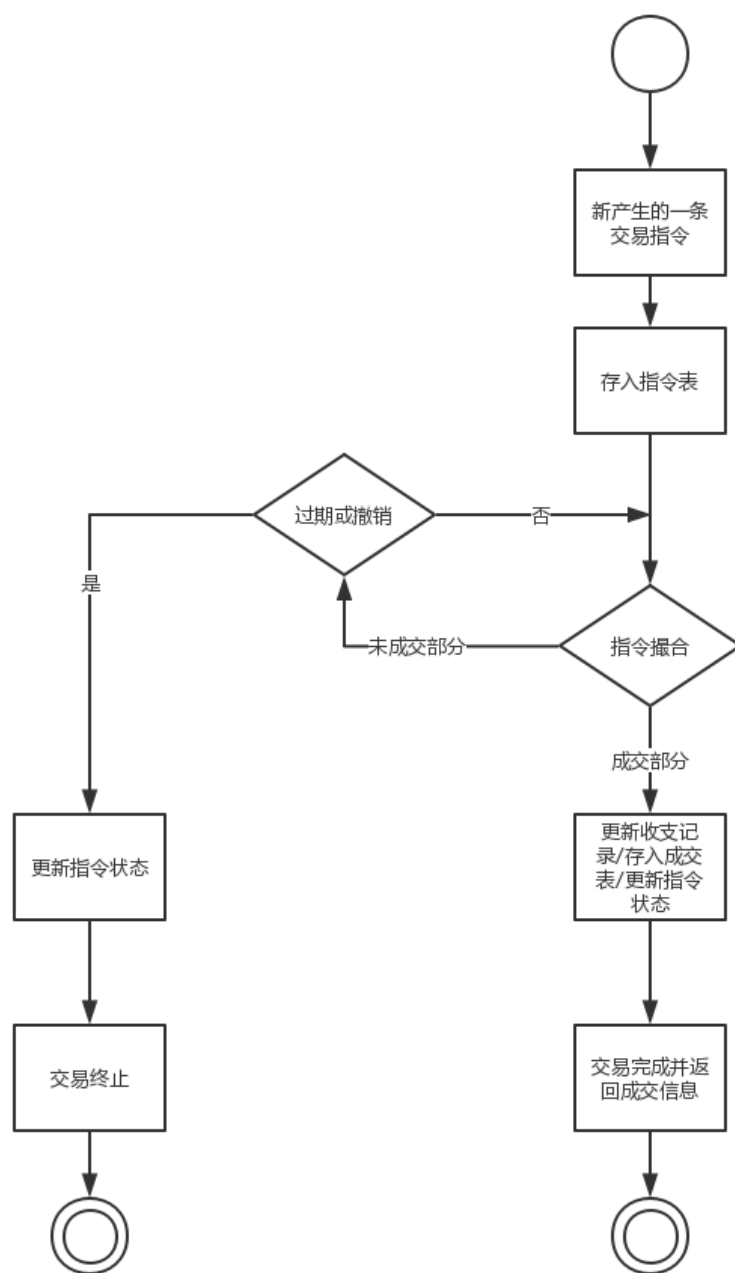 新产生的一条
交易指令
存入指令表
过期或撤销
否
是
指令撮合
未成交部分
成交部分
更新指令状态
更新收支记
录/存入成交
表/更新指令
状态
交易终止
交易完成并返
回成交信息